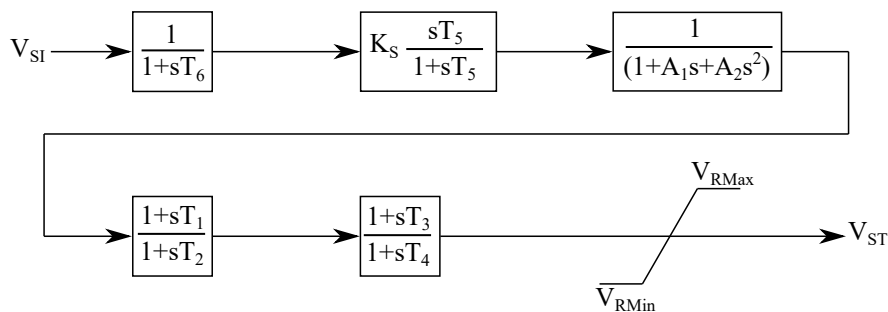 V_SI
1
1+sT_6
K_S sT_5
1+sT_5
1
(1+A_1s+A_2s^2)
1+sT_1
1+sT_2
1+sT_3
1+sT_4
V_RMax
V_RMin
V_ST